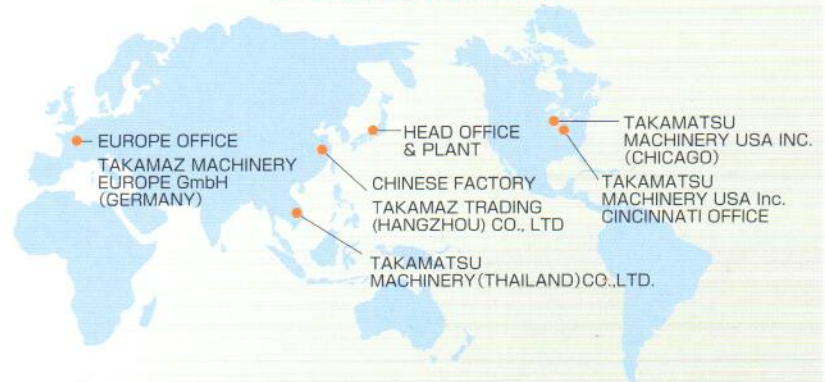 EUROPE OFFICE
TAKAMAZ MACHINERY
EUROPE GmbH
(GERMANY)
HEAD OFFICE
& PLANT
CHINESE FACTORY
TAKAMAZ TRADING
(HANGZHOU) CO., LTD
TAKAMATSU
MACHINERY(THAILAND)CO.,LTD.
TAKAMATSU
MACHINERY USA INC.
(CHICAGO)
TAKAMATSU
MACHINERY USA Inc.
CINCINNATI OFFICE